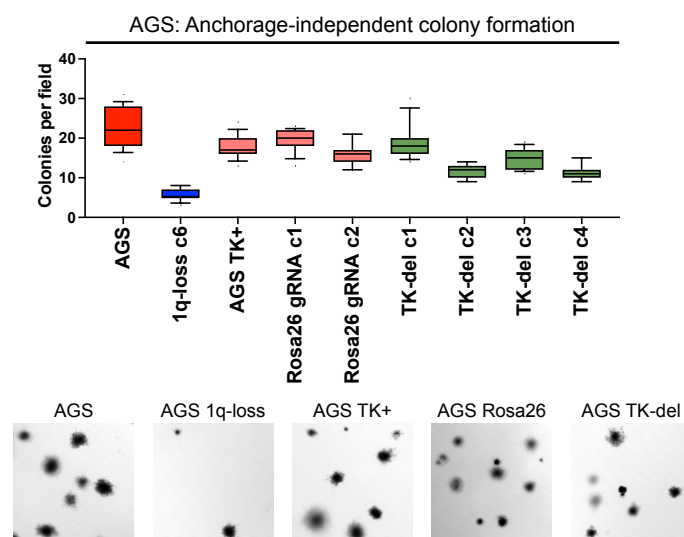 AGS: Anchorage-independent colony formation
Colonies per field
40
30
20
10
0
AGS
1q-loss c6
AGS TK+
Rosa26 gRNA c1
Rosa26 gRNA c2
TK-del c1
TK-del c2
TK-del c3
TK-del c4
AGS
AGS 1q-loss
AGS TK+
AGS Rosa26
AGS TK-del